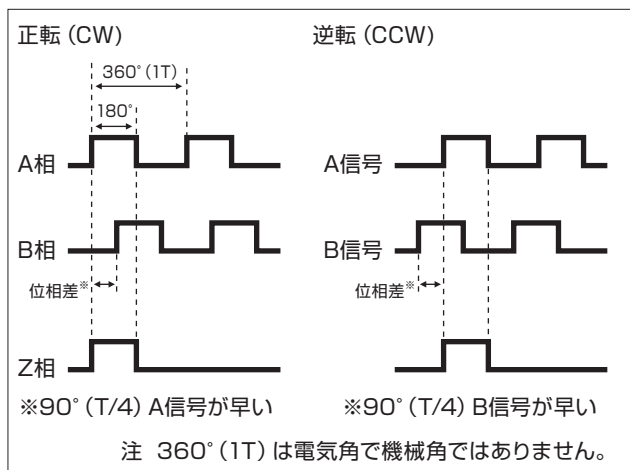 正転(CW)
360°(1T)
180°
A相
B相
位相差※
Z相
※90°(T/4) A信号が早い
逆転(CCW)
A信号
B信号
位相差※
※90°(T/4) B信号が早い
注 360°(1T)は電気角で機械角ではありません。